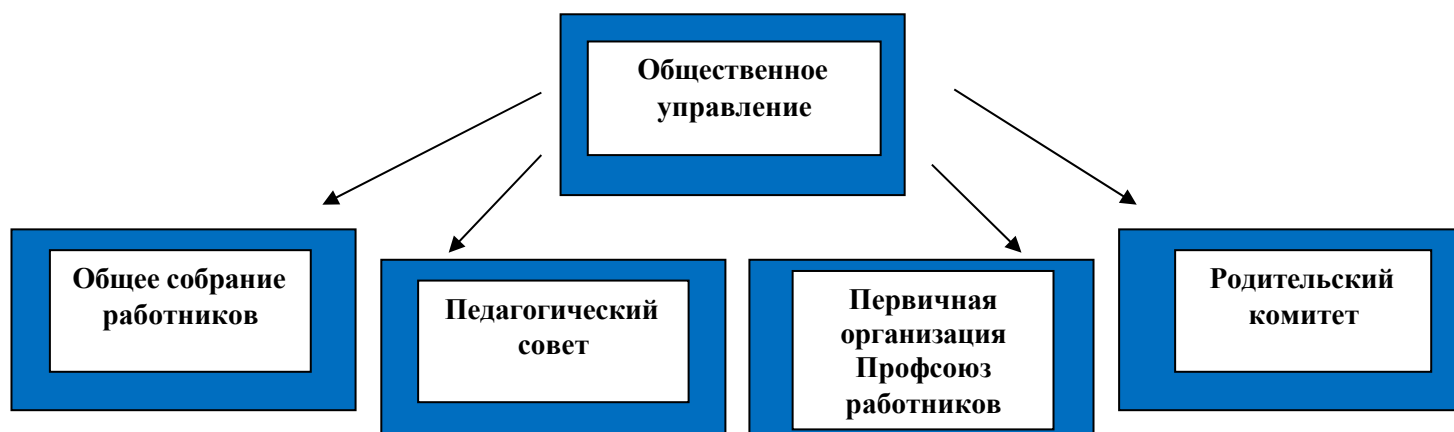 Общественное
управление
Общее собрание
работников
Педагогический
совет
Первичная
организация
Профсоюз
работников
Родительский
комитет